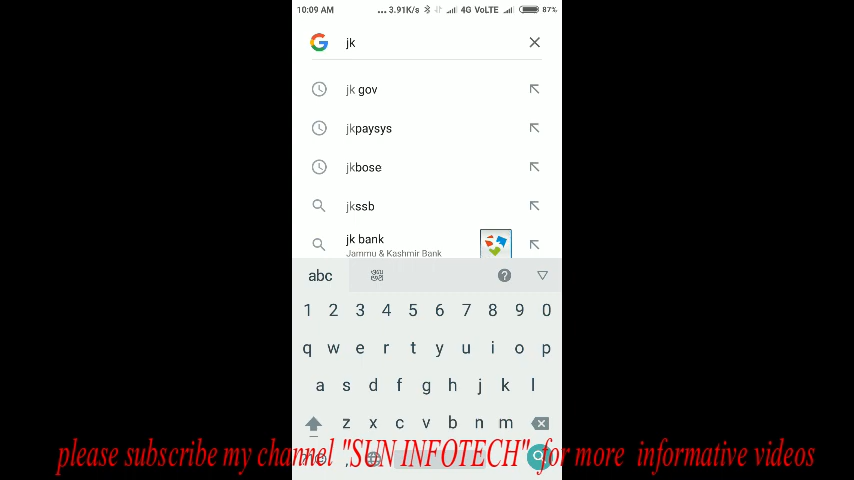 10:09 AM ... 3.91K/s 4G VoLTE 87%
jk
jk gov
jkpaysys
jkbose
jkssb
jk bank
Jammu & Kashmir Bank
abc
1 2 3 4 5 6 7 8 9 0
q w e r t y u i o p
a s d f g h j k l
z x c v b n m
please subscribe my channel "SUN INFOTECH" for more informative videos